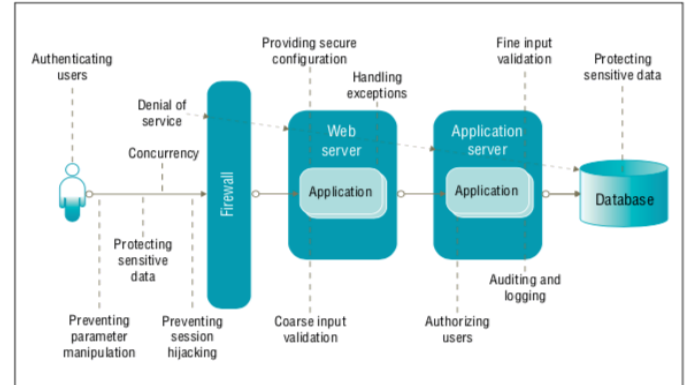 Authenticating
users
Providing secure
configuration
Fine input
validation
Protecting
sensitive data
Handling
exceptions
Denial of
service
Concurrency
Firewall
Web
server
Application
Application
server
Application
Database
Protecting
sensitive
data
Preventing
parameter
manipulation
Preventing
session
hijacking
Coarse input
validation
Authorizing
users
Auditing and
logging